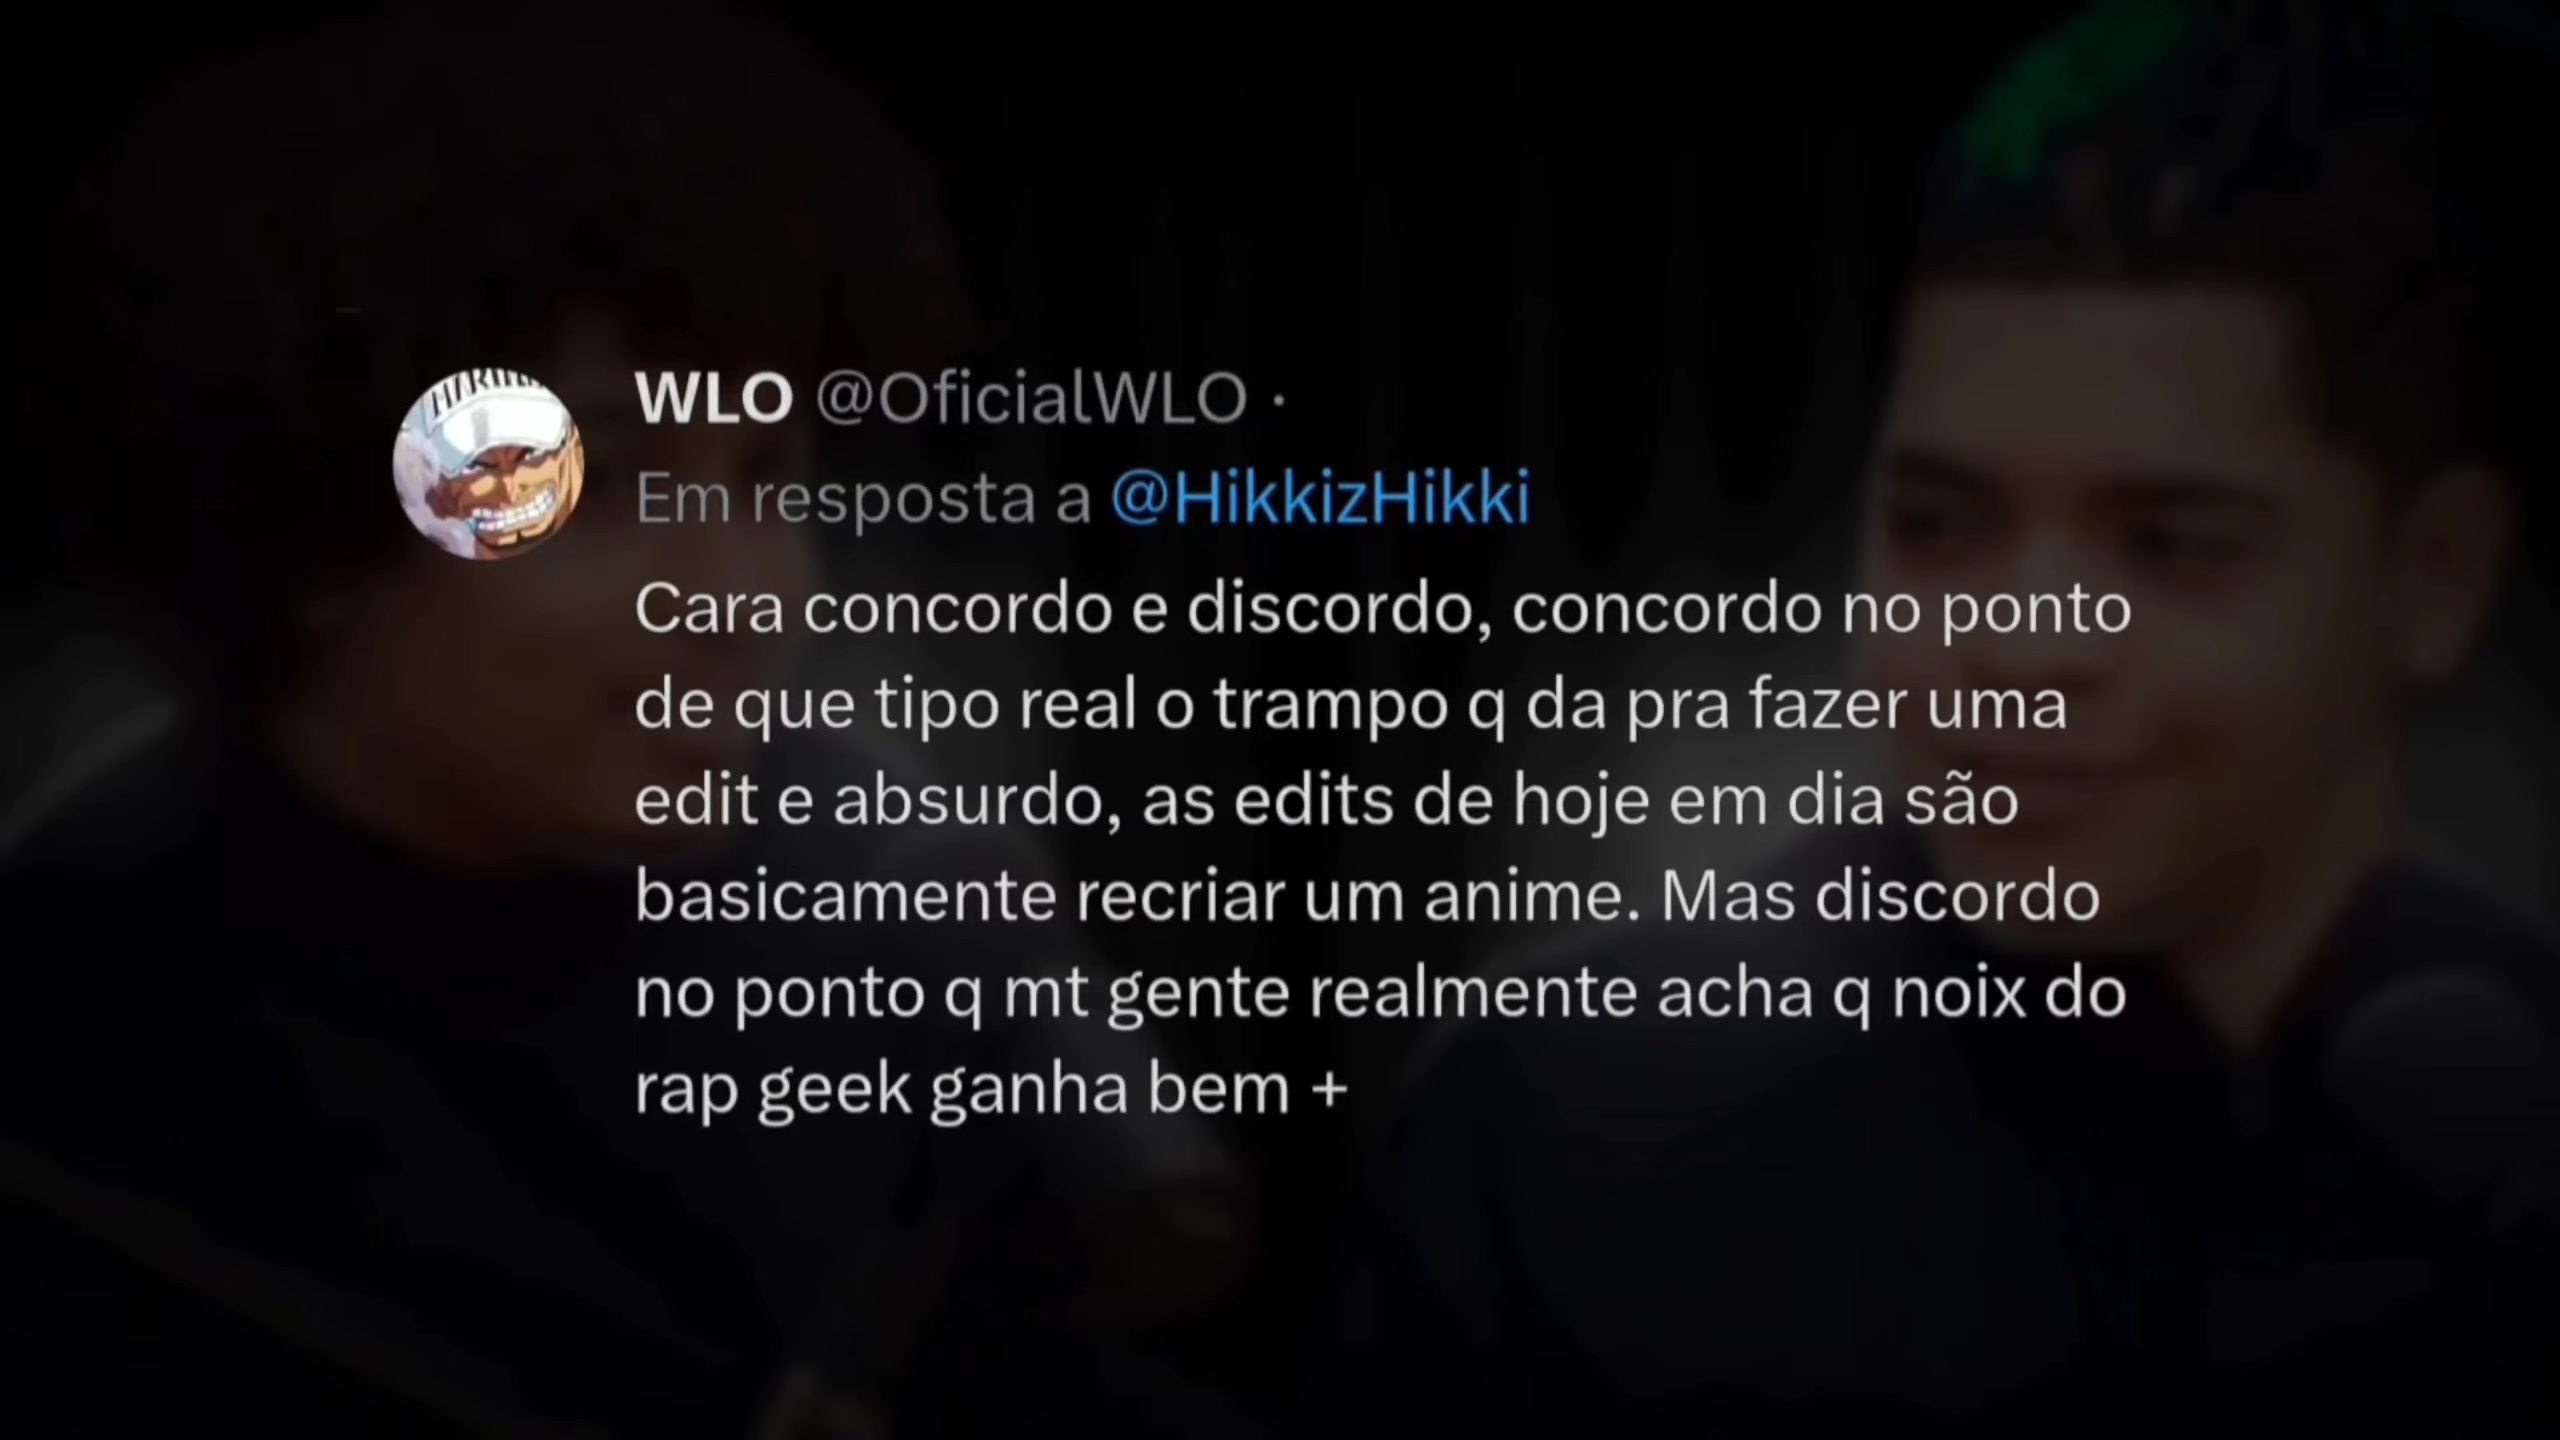 WLO @OficialWLO ·
Em resposta a @HikkizHikki
Cara concordo e discordo, concordo no ponto
de que tipo real o trampo q da pra fazer uma
edit e absurdo, as edits de hoje em dia são
basicamente recriar um anime. Mas discordo
no ponto q mt gente realmente acha q noix do
rap geek ganha bem +